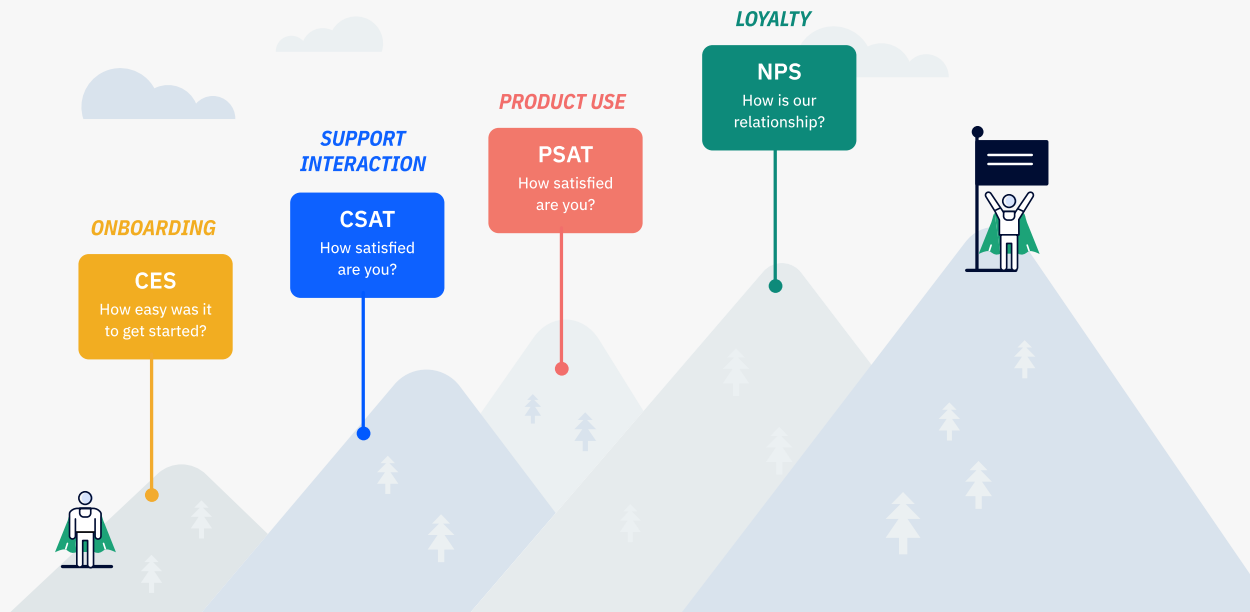 ONBOARDING
CES
How easy was it
to get started?
SUPPORT
INTERACTION
CSAT
How satisfied
are you?
PRODUCT USE
PSAT
How satisfied
are you?
LOYALTY
NPS
How is our
relationship?